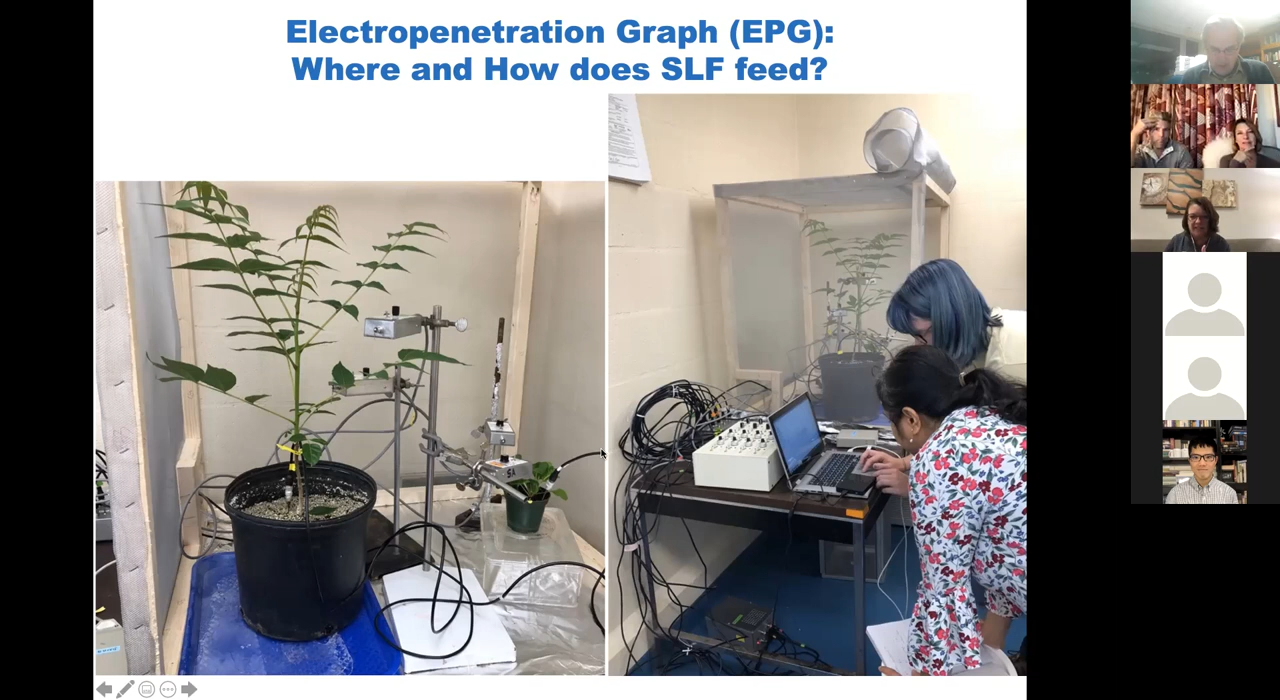 Electropenetration Graph (EPG):
Where and How does SLF feed?